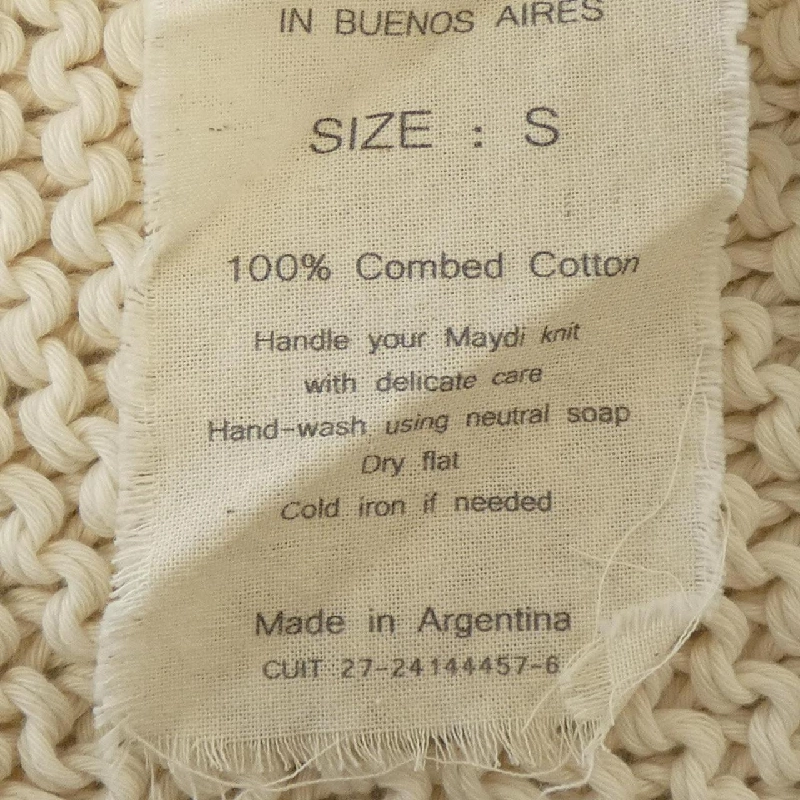 IN BUENOS AIRES
SIZE : S
100% Combed Cotton
Handle your Maydi knit
with delicate care
Hand-wash using neutral soap
Dry flat
Cold iron if needed
Made in Argentina
CUIT 27-24144457-6